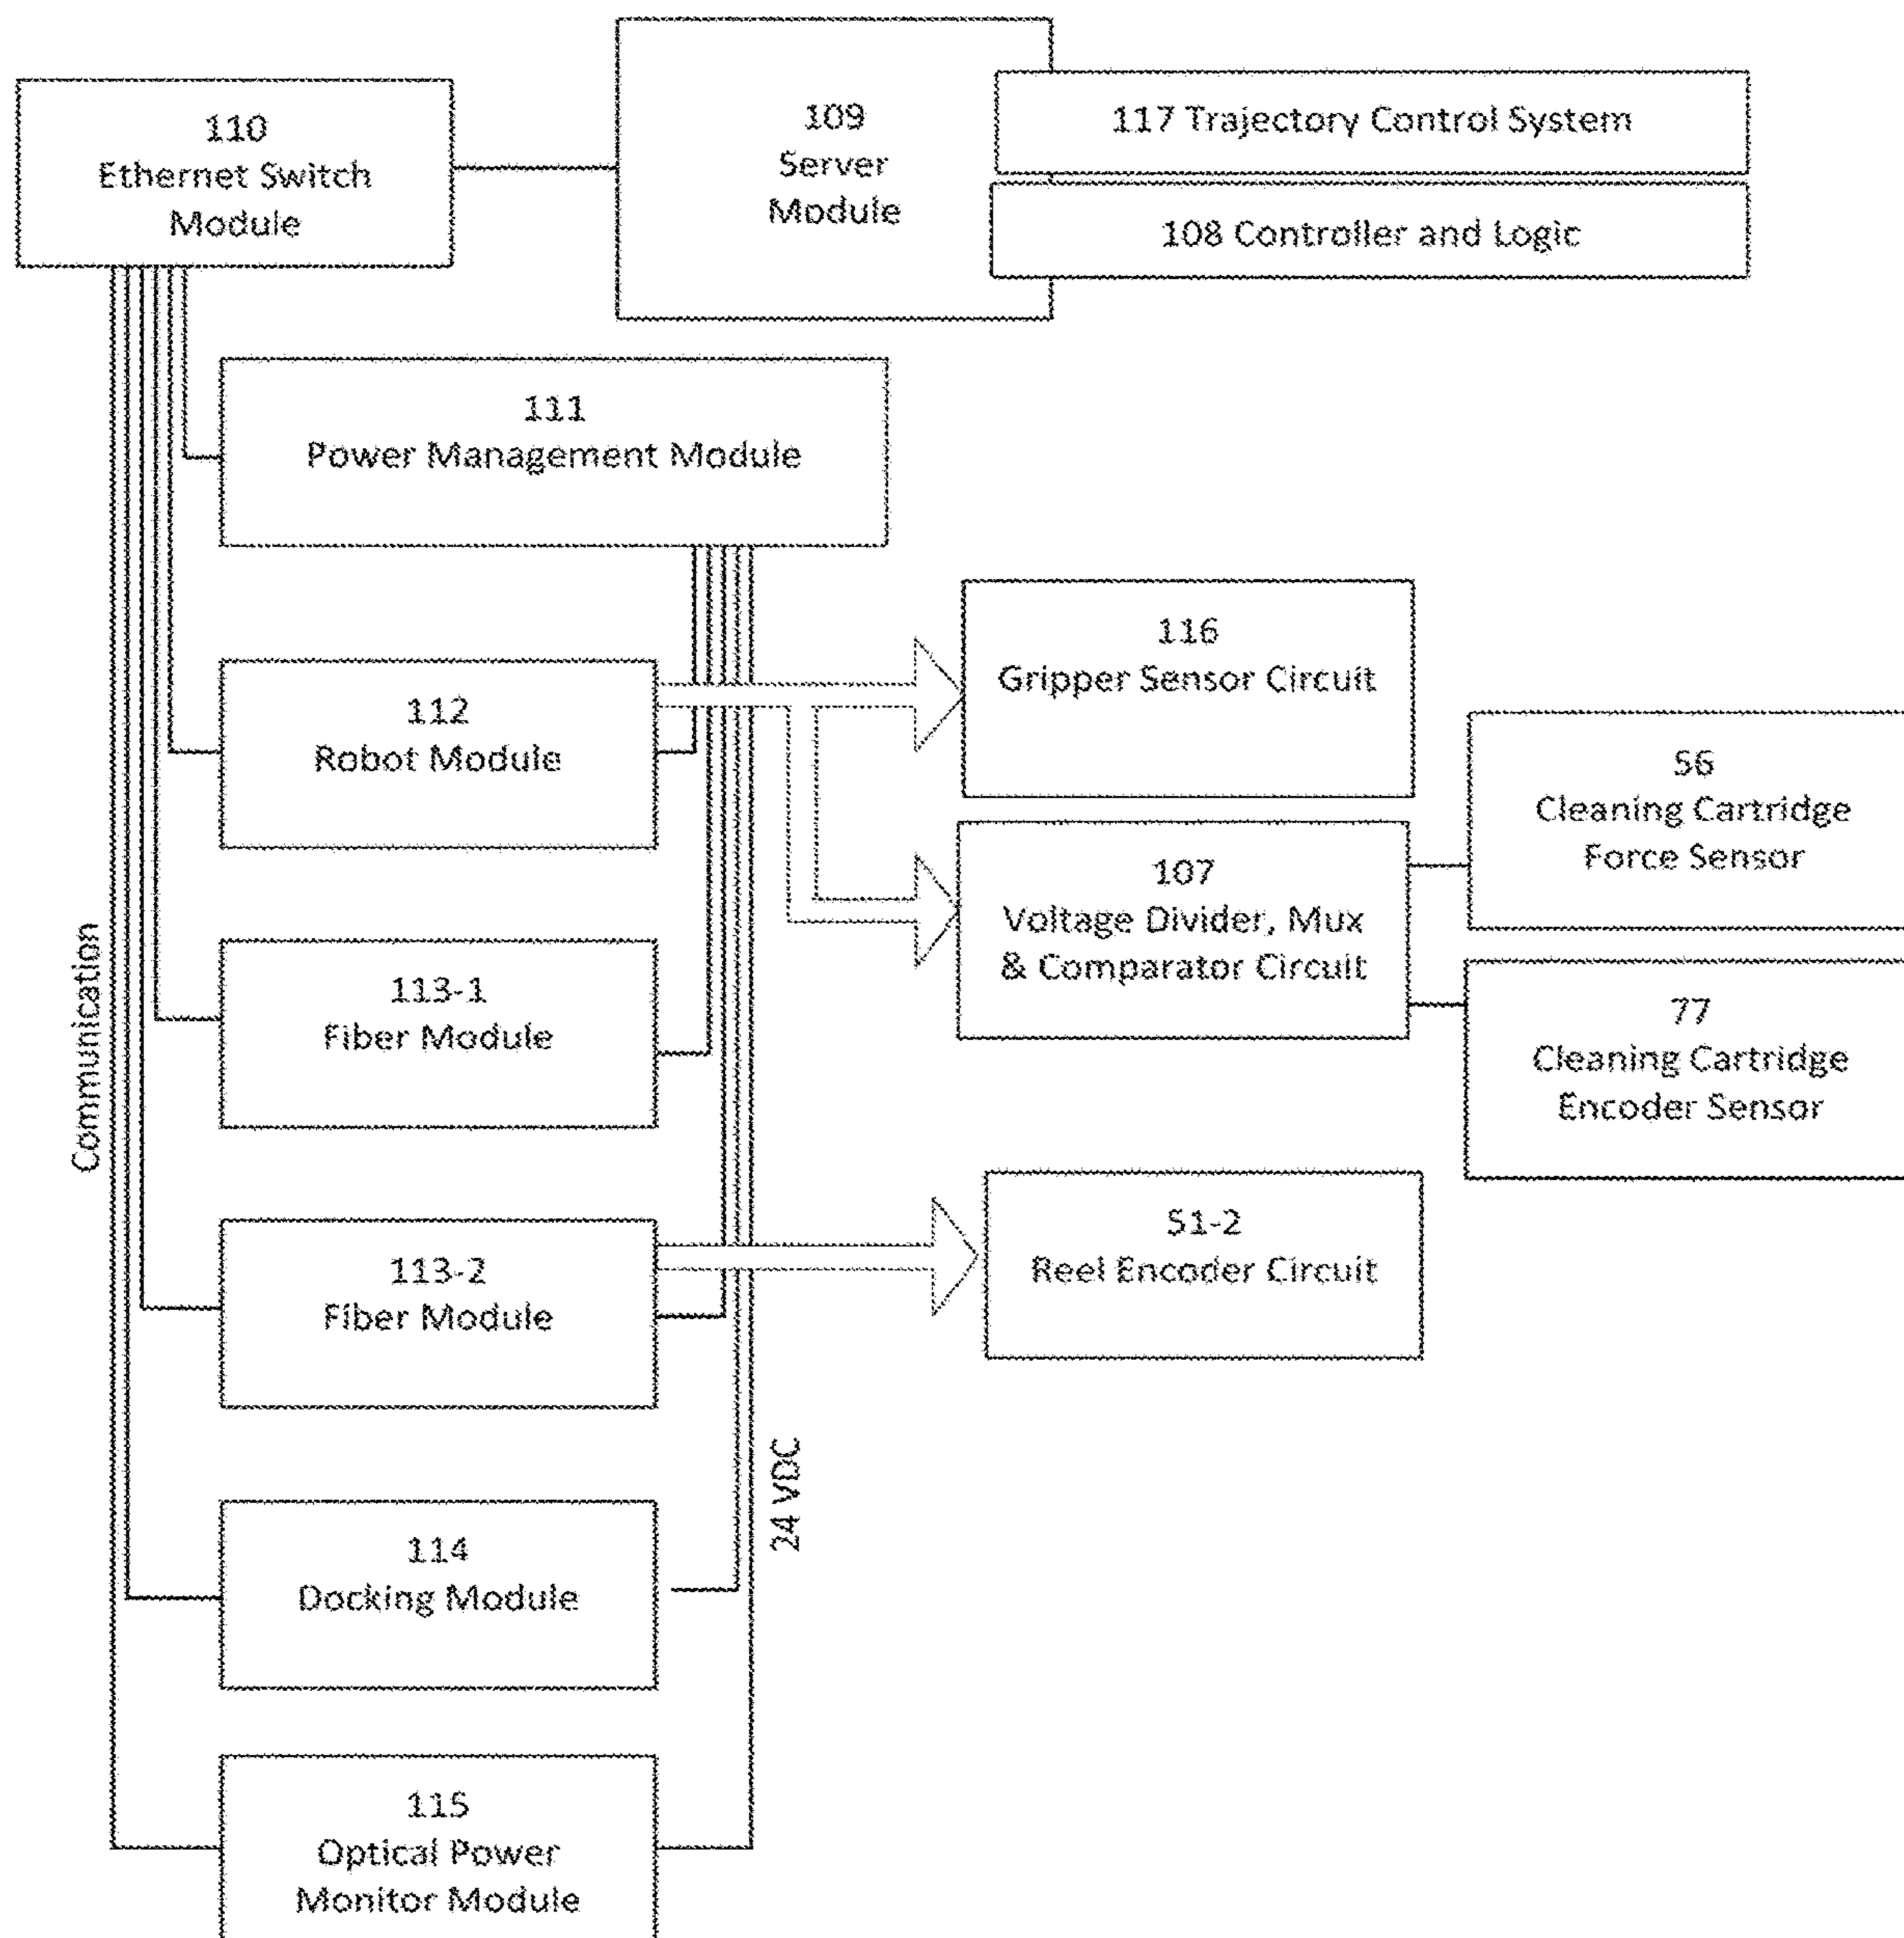 110
Ethernet Switch
Module
109
Server
Module
117 Trajectory Control System
108 Controller and Logic
111
Power Management Module
112
Robot Module
116
Gripper Sensor Circuit
107
Voltage Divider, Mux
& Comparator Circuit
56
Cleaning Cartridge
Force Sensor
77
Cleaning Cartridge
Encoder Sensor
Communication
113-1
Fiber Module
113-2
Fiber Module
51-2
Reel Encoder Circuit
24 VDC
114
Docking Module
115
Optical Power
Monitor Module